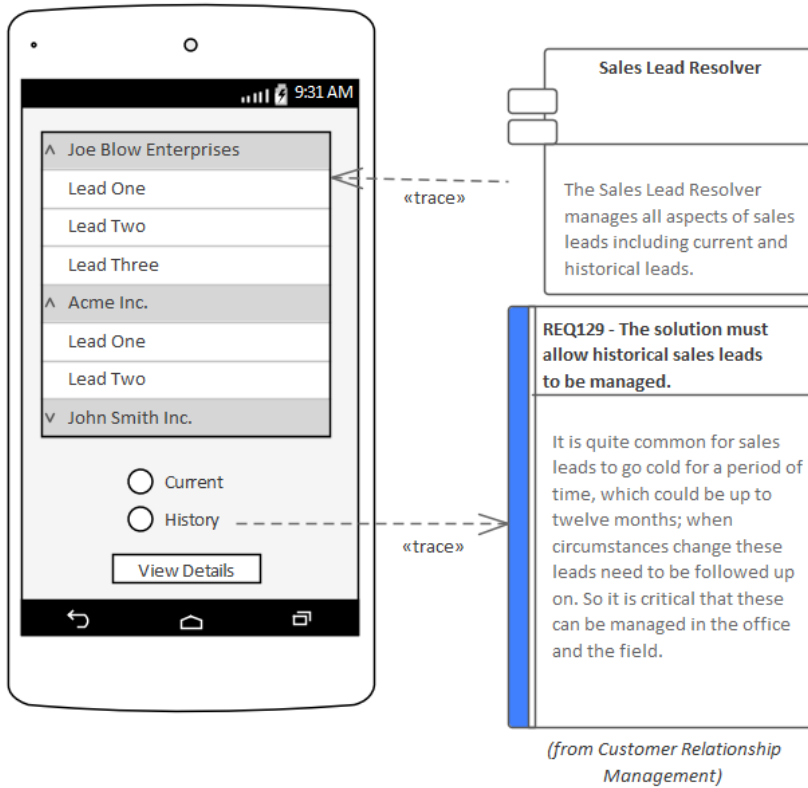 9:31 AM
^ Joe Blow Enterprises
Lead One
Lead Two
Lead Three
^ Acme Inc.
Lead One
Lead Two
v John Smith Inc.
Current
History
View Details
«trace»
«trace»
Sales Lead Resolver
The Sales Lead Resolver
manages all aspects of sales
leads including current and
historical leads.
REQ129 - The solution must
allow historical sales leads
to be managed.
It is quite common for sales
leads to go cold for a period of
time, which could be up to
twelve months; when
circumstances change these
leads need to be followed up
on. So it is critical that these
can be managed in the office
and the field.
(from Customer Relationship
Management)